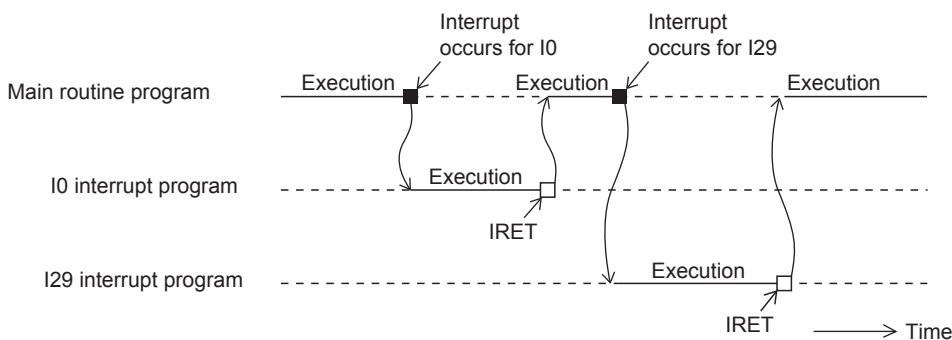 Interrupt
occurs for I0
Interrupt
occurs for I29
Main routine program
Execution
Execution
Execution
I0 interrupt program
Execution
IRET
I29 interrupt program
Execution
IRET
Time